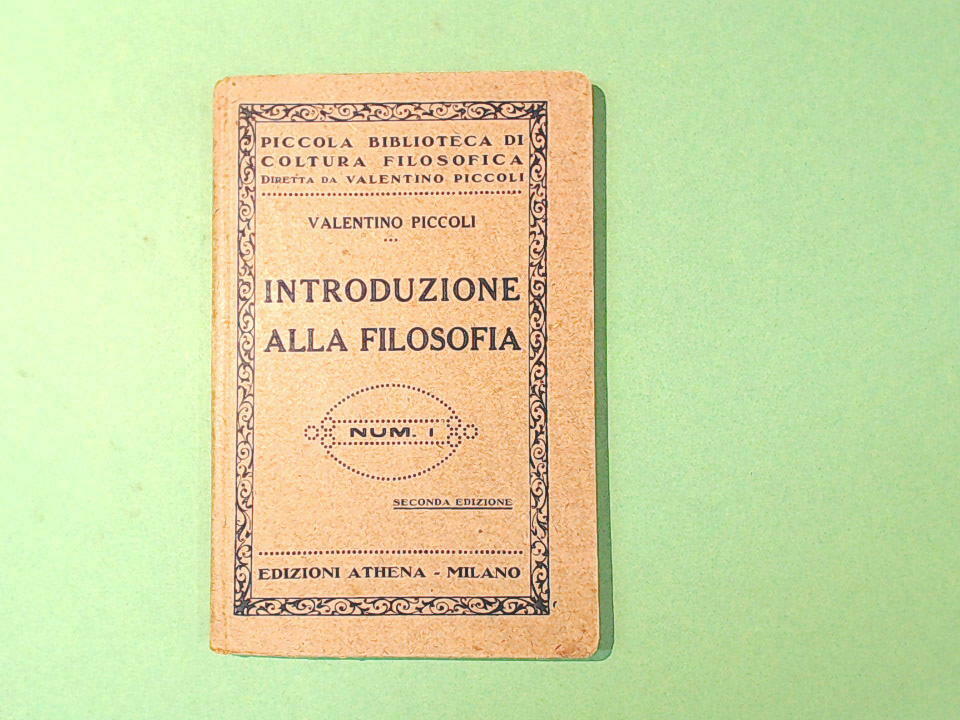 PICCOLA BIBLIOTECA DI
COLTURA FILOSOFICA
DIRETTA DA VALENTINO PICCOLI
VALENTINO PICCOLI
INTRODUZIONE
ALLA FILOSOFIA
NUM. 1
SECONDA EDIZIONE
EDIZIONI ATHENA - MILANO